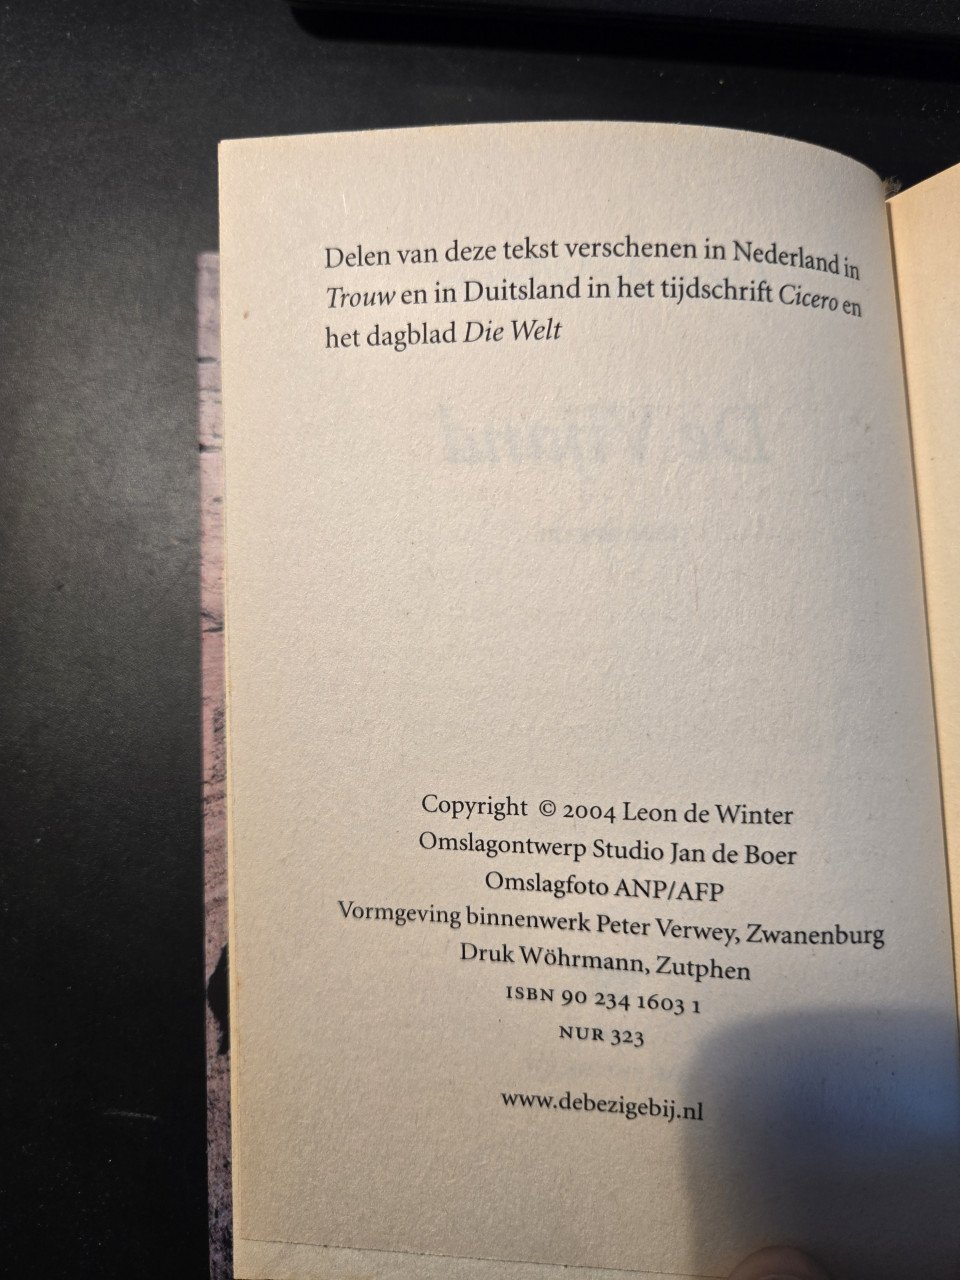 Delen van deze tekst verschenen in Nederland in
Trouw en in Duitsland in het tijdschrift Cicero en
het dagblad Die Welt
De Vijand
Copyright © 2004 Leon de Winter
Omslagontwerp Studio Jan de Boer
Omslagfoto ANP/AFP
Vormgeving binnenwerk Peter Verwey, Zwanenburg
Druk Wöhrmann, Zutphen
ISBN 90 234 1603 1
NUR 323
www.debezigebij.nl